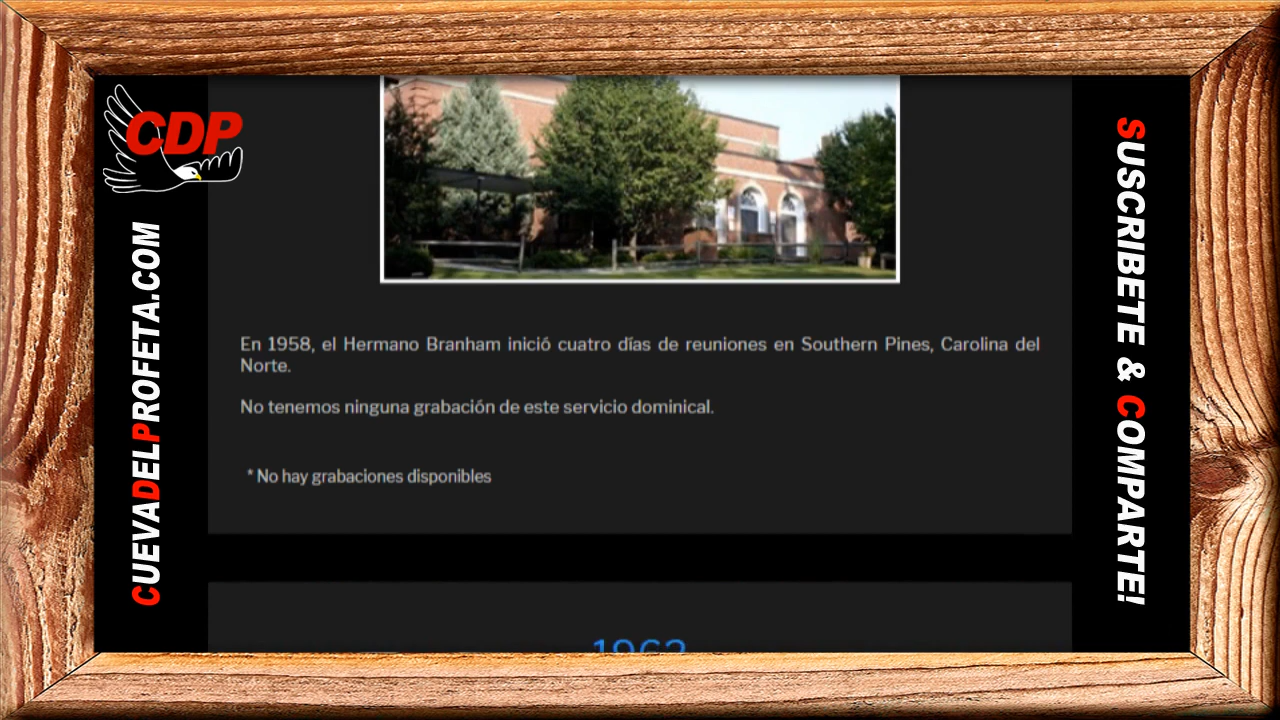 CDP
CUEVADELPROFETA.COM
En 1958, el Hermano Branham inició cuatro días de reuniones en Southern Pines, Carolina del
Norte.
No tenemos ninguna grabación de este servicio dominical.
* No hay grabaciones disponibles
SUSCRIBETE & COMPARTE!